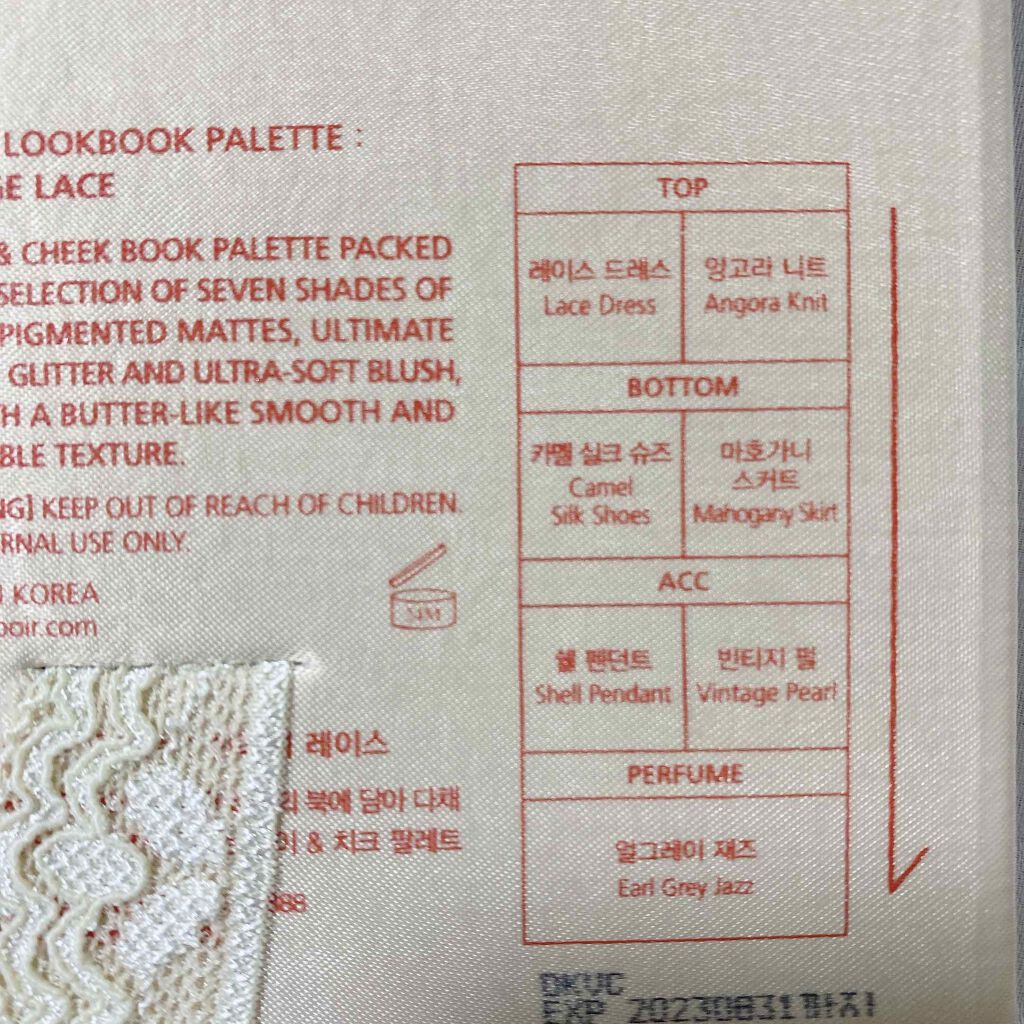 LOOKBOOK PALETTE :
GE LACE
& CHEEK BOOK PALETTE PACKED
SELECTION OF SEVEN SHADES OF
PIGMENTED MATTES, ULTIMATE
GLITTER AND ULTRA-SOFT BLUSH,
H A BUTTER-LIKE SMOOTH AND
BLE TEXTURE.
NG] KEEP OUT OF REACH OF CHILDREN.
RNAL USE ONLY.
KOREA
poir.com
레이스
북에 담아 다채
& 치크 팔레트
388
TOP
레이스 드레스
Lace Dress
앙고라 니트
Angora Knit
BOTTOM
카멜 실크 슈즈
Camel
Silk Shoes
마호가니
스커트
Mahogany Skirt
ACC
쉘 팬던트
Shell Pendant
빈티지 펄
Vintage Pearl
PERFUME
얼그레이 재즈
Earl Grey Jazz
DKVC
EXP 20230831까지